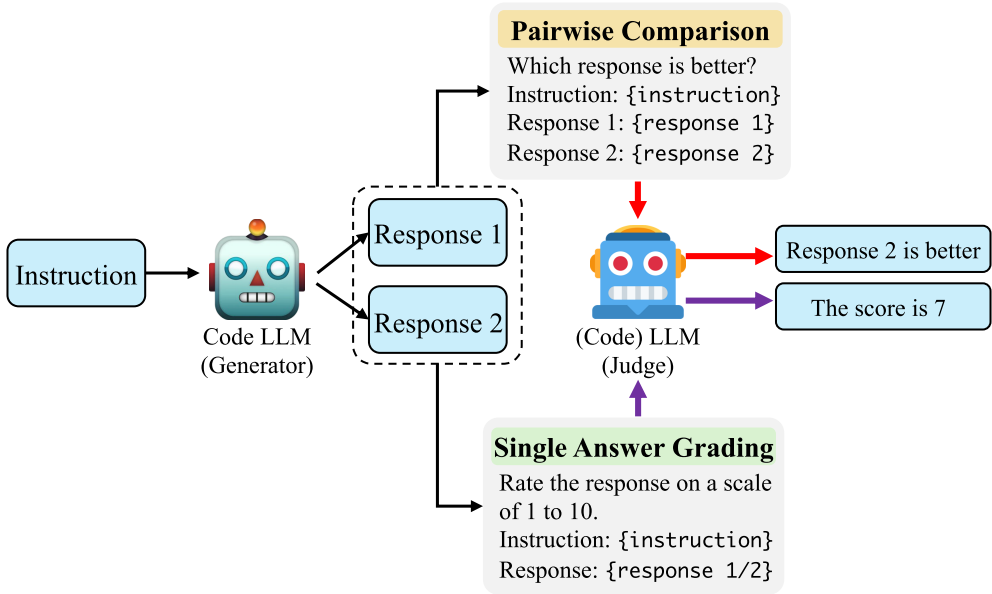 Instruction
Code LLM
(Generator)
Response 1
Response 2
Pairwise Comparison
Which response is better?
Instruction: {instruction}
Response 1: {response 1}
Response 2: {response 2}
(Code) LLM
(Judge)
Response 2 is better
The score is 7
Single Answer Grading
Rate the response on a scale
of 1 to 10.
Instruction: {instruction}
Response: {response 1/2}